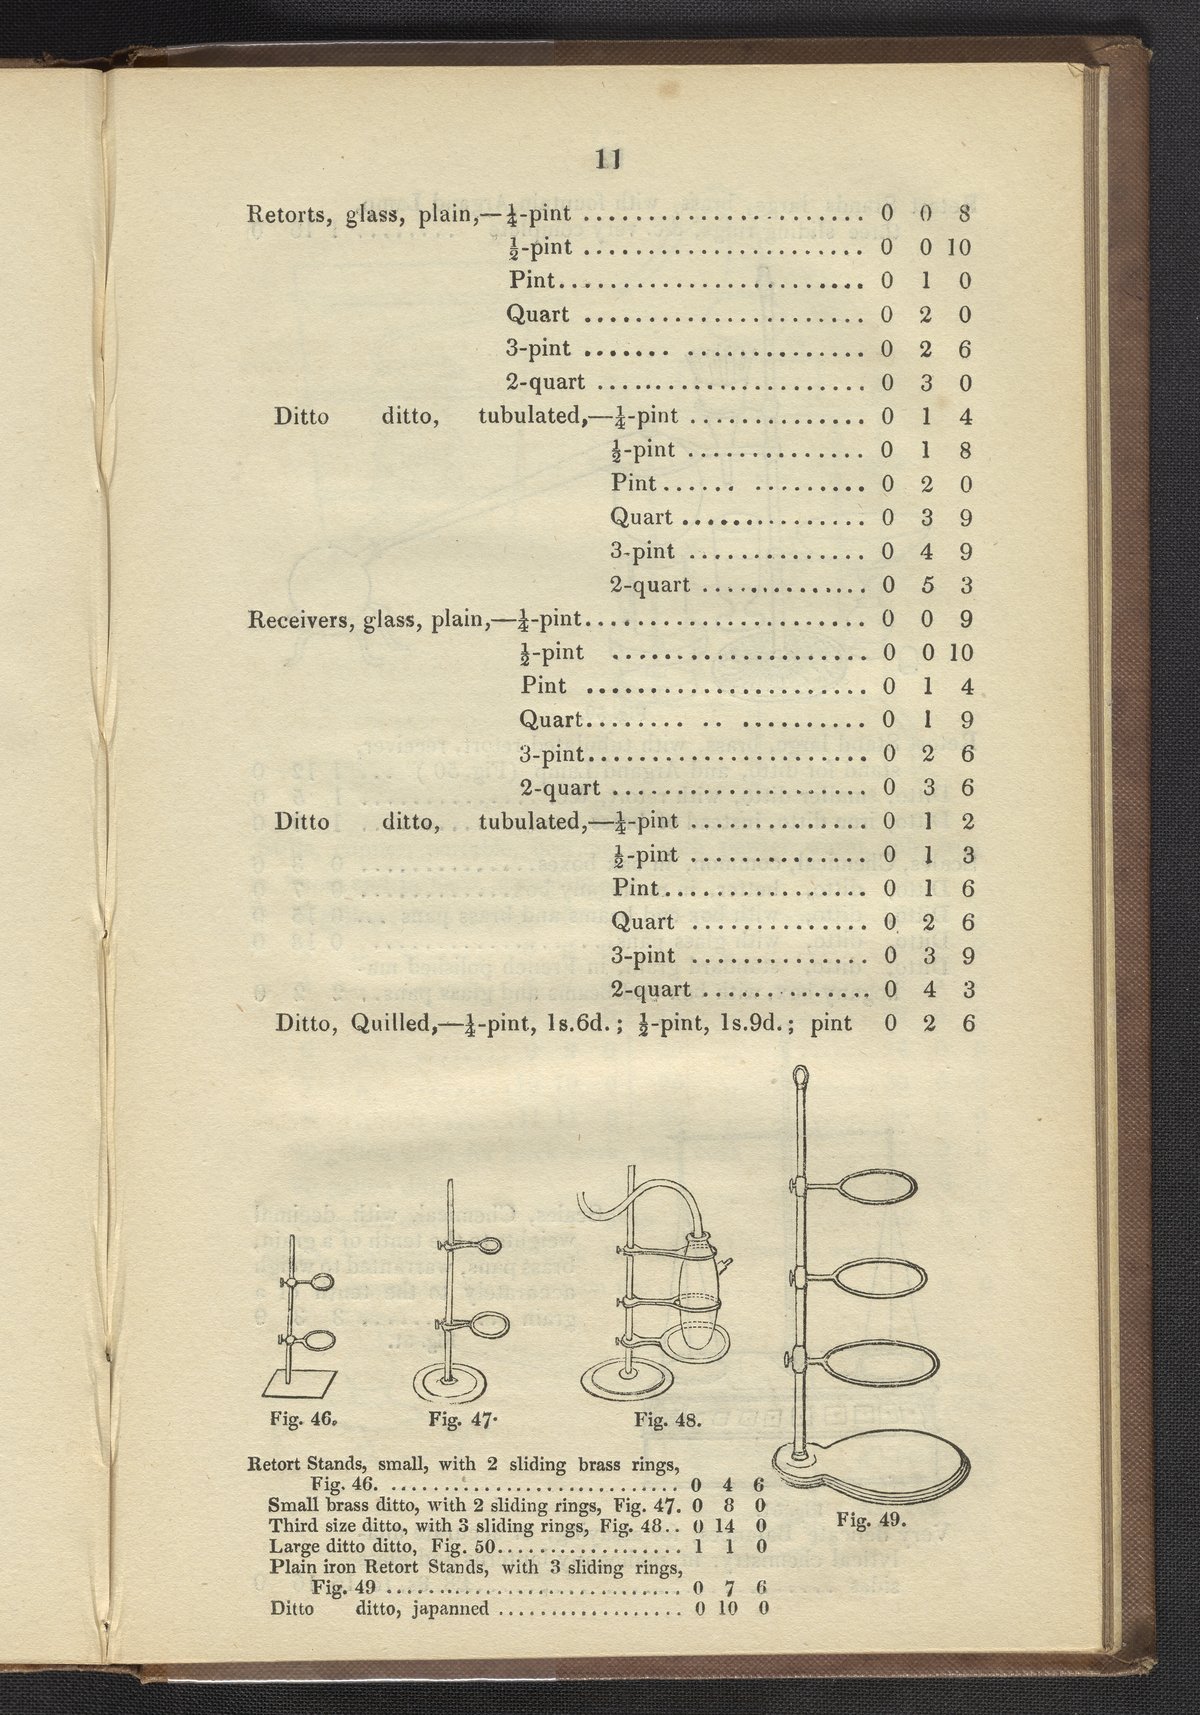 11
Retorts, glass, plain,—¼-pint ...................... 0 0 8
½-pint ...................... 0 0 10
Pint........................ 0 1 0
Quart ...................... 0 2 0
3-pint ....... .............. 0 2 6
2-quart ..................... 0 3 0
Ditto ditto, tubulated,—¼-pint .............. 0 1 4
½-pint .............. 0 1 8
Pint...... ......... 0 2 0
Quart ............... 0 3 9
3-pint .............. 0 4 9
2-quart ............. 0 5 3
Receivers, glass, plain,—¼-pint...................... 0 0 9
½-pint .................... 0 0 10
Pint ...................... 0 1 4
Quart........ .. .......... 0 1 9
3-pint...................... 0 2 6
2-quart .................... 0 3 6
Ditto ditto, tubulated,—¼-pint .............. 0 1 2
½-pint .............. 0 1 3
Pint................ 0 1 6
Quart .............. 0 2 6
3-pint .............. 0 3 9
2-quart .............. 0 4 3
Ditto, Quilled,—¼-pint, 1s.6d.; ½-pint, 1s.9d.; pint 0 2 6
Fig. 46.
Fig. 47.
Fig. 48.
Fig. 49.
Retort Stands, small, with 2 sliding brass rings,
Fig. 46. ............................ 0 4 6
Small brass ditto, with 2 sliding rings, Fig. 47. 0 8 0
Third size ditto, with 3 sliding rings, Fig. 48.. 0 14 0
Large ditto ditto, Fig. 50.................. 1 1 0
Plain iron Retort Stands, with 3 sliding rings,
Fig. 49 ............................. 0 7 6
Ditto ditto, japanned .................. 0 10 0